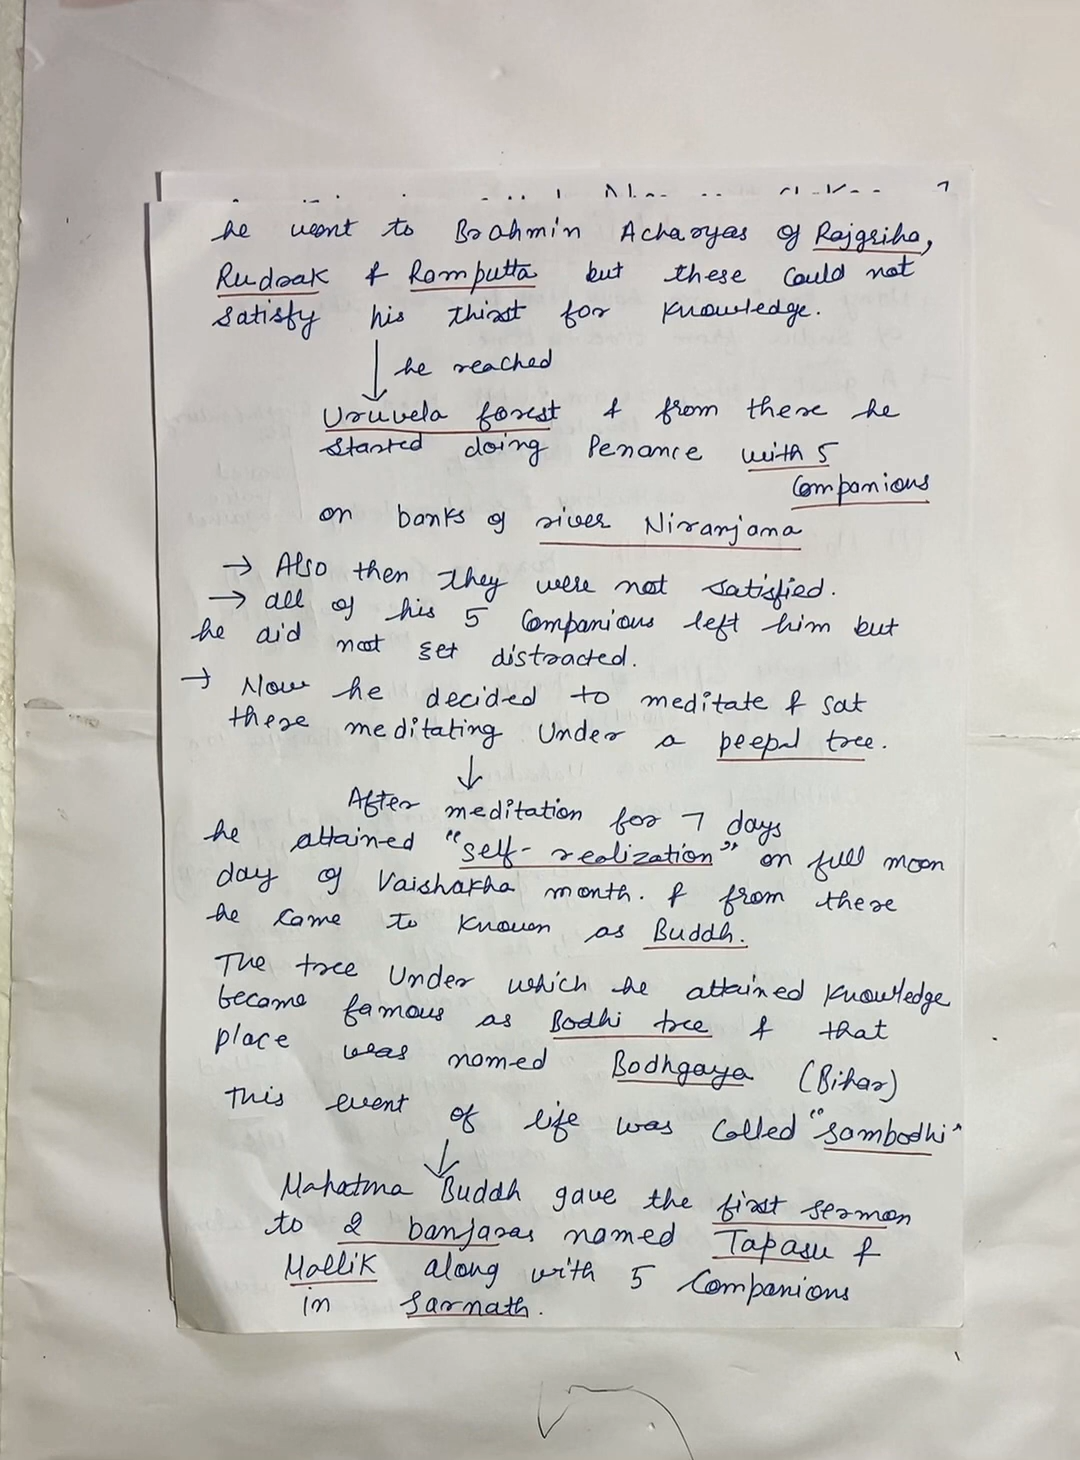 he went to Brahmin Acharyas of Rajgriha,
Rudrak & Ramputta but these could not
satisfy his thirst for knowledge.
↓ he reached
Uruvela forest & from there he
started doing Penance with 5
Companions
on banks of river Niranjana
→ Also then they were not satisfied.
→ all of his 5 Companions left him but
he did not get distracted.
→ Now he decided to meditate & sat
there meditating Under a peepal tree.
↓
After meditation for 7 days
he attained "self-realization" on full moon
day of Vaishakha month. & from there
he came to known as Buddh.
The tree Under which he attained knowledge
became famous as Bodhi tree & that
place was named Bodhgaya (Bihar)
This event of life was called "Sambodhi"
↓
Mahatma Buddh gave the first sermon
to 2 banjaras named Tapasu &
Mallik along with 5 Companions
in Sarnath.